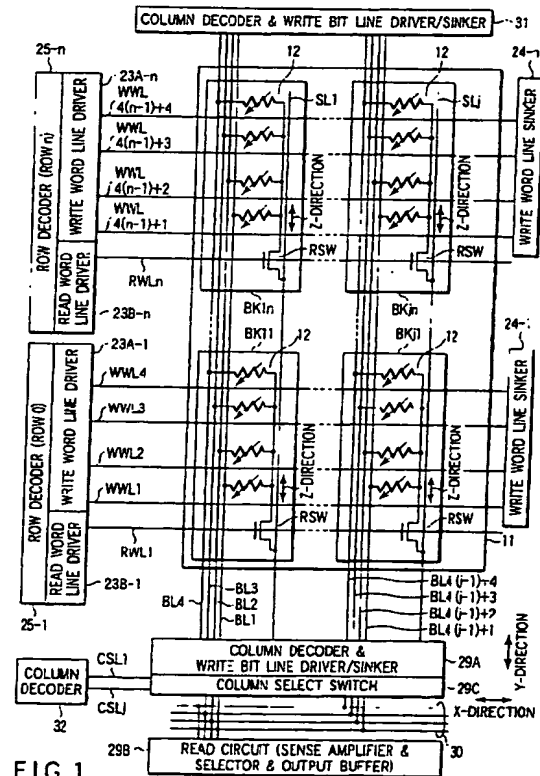 COLUMN DECODER & WRITE BIT LINE DRIVER/SINKER
31
25-n
23A-n
12
12
24-n
ROW DECODER (ROW n)
WRITE WORD LINE DRIVER
READ WORD LINE DRIVER
WWL 4(n-1)+4
WWL 4(n-1)+3
WWL 4(n-1)+2
WWL 4(n-1)+1
SL1
SLj
Z-DIRECTION
Z-DIRECTION
WRITE WORD LINE SINKER
RSW
RSW
RWLn
BK1n
BKjn
23B-n
BK11
BKj1
23A-1
12
12
ROW DECODER (ROW 0)
WRITE WORD LINE DRIVER
READ WORD LINE DRIVER
WWL4
WWL3
WWL2
WWL1
Z-DIRECTION
Z-DIRECTION
WRITE WORD LINE SINKER
RSW
RSW
RWL1
11
23B-1
25-1
BL4
BL3
BL2
BL1
BL4(j-1)+4
BL4(j-1)+3
BL4(j-1)+2
BL4(j-1)+1
COLUMN DECODER & WRITE BIT LINE DRIVER/SINKER
29A
Y-DIRECTION
COLUMN DECODER
CSL1
CSLj
COLUMN SELECT SWITCH
29C
32
X-DIRECTION
30
29B
READ CIRCUIT (SENSE AMPLIFIER & SELECTOR & OUTPUT BUFFER)
FIG. 1